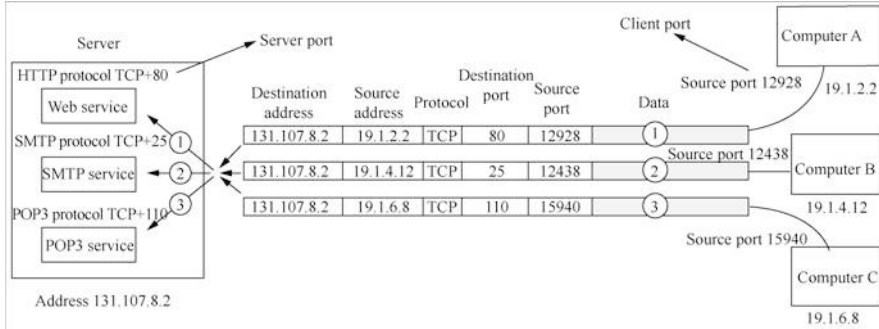 Server
Server port
Client port
Computer A
HTTP protocol TCP+80
Source port 12928
19.1.2.2
Web service
Destination address
Source address
Protocol
Destination port
Source port
Data
131.107.8.2 19.1.2.2 TCP 80 12928 1
SMTP protocol TCP+25
1
Source port 12438
SMTP service
2
131.107.8.2 19.1.4.12 TCP 25 12438 2
Computer B
19.1.4.12
POP3 protocol TCP+110
3
131.107.8.2 19.1.6.8 TCP 110 15940 3
POP3 service
Source port 15940
Computer C
Address 131.107.8.2
19.1.6.8